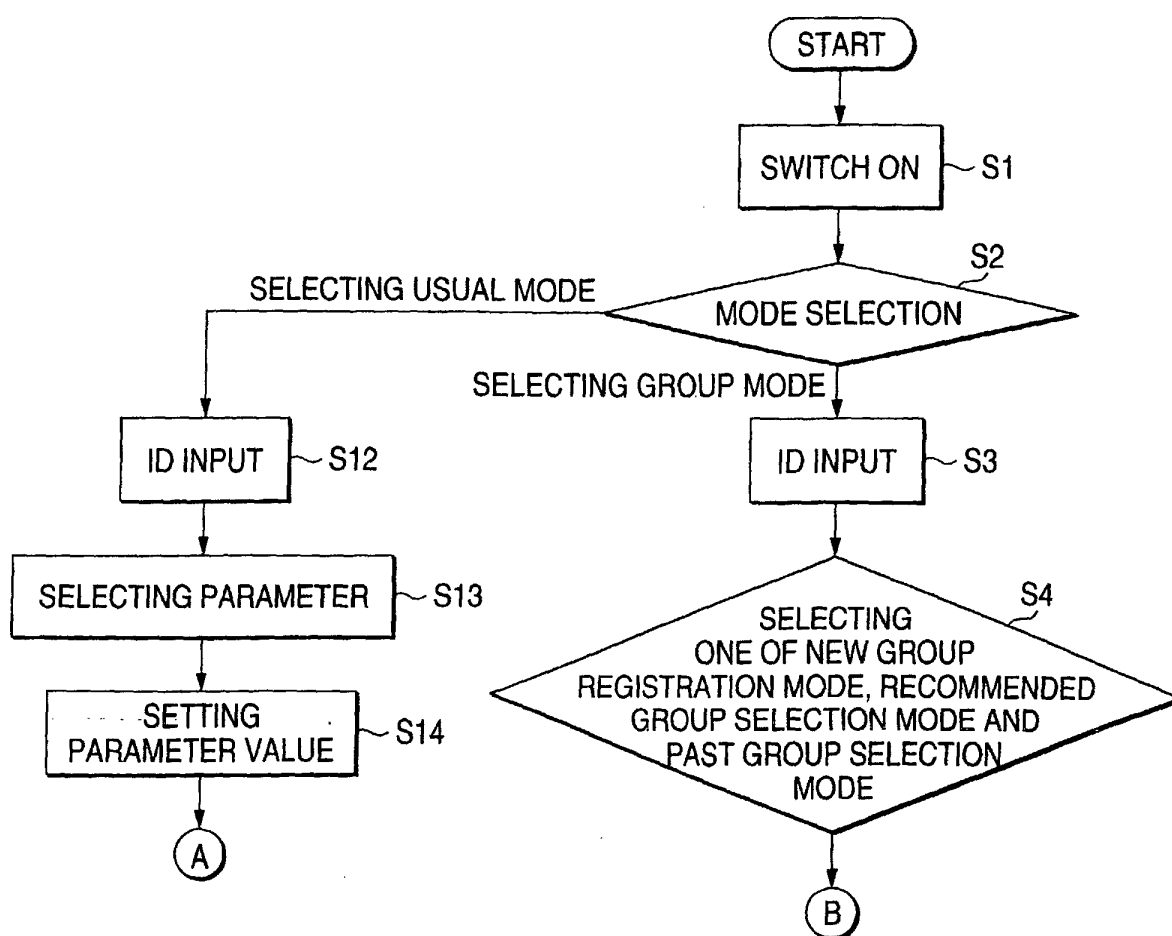 START
SWITCH ON
S1
S2
SELECTING USUAL MODE
MODE SELECTION
SELECTING GROUP MODE
ID INPUT
S12
ID INPUT
S3
SELECTING PARAMETER
S13
S4
SELECTING
ONE OF NEW GROUP
REGISTRATION MODE, RECOMMENDED
GROUP SELECTION MODE AND
PAST GROUP SELECTION
MODE
SETTING
PARAMETER VALUE
S14
A
B